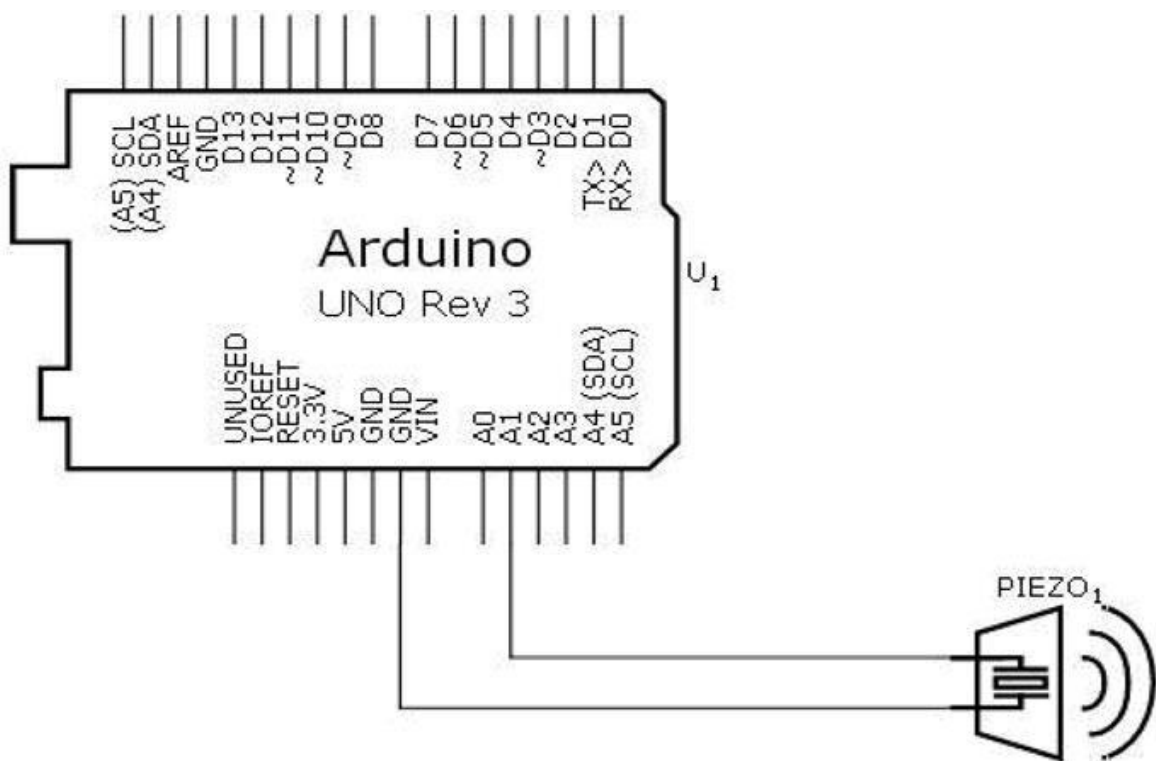 (A5) SCL
(A4) SDA
AREF
GND
D13
D12
~D11
~D10
~D9
D8
D7
~D6
~D5
D4
~D3
D2
TX> D1
RX> D0
Arduino
UNO Rev 3
U1
UNUSED
IOREF
RESET
3.3V
5V
GND
GND
VIN
A0
A1
A2
A3
A4 (SDA)
A5 (SCL)
PIEZO1